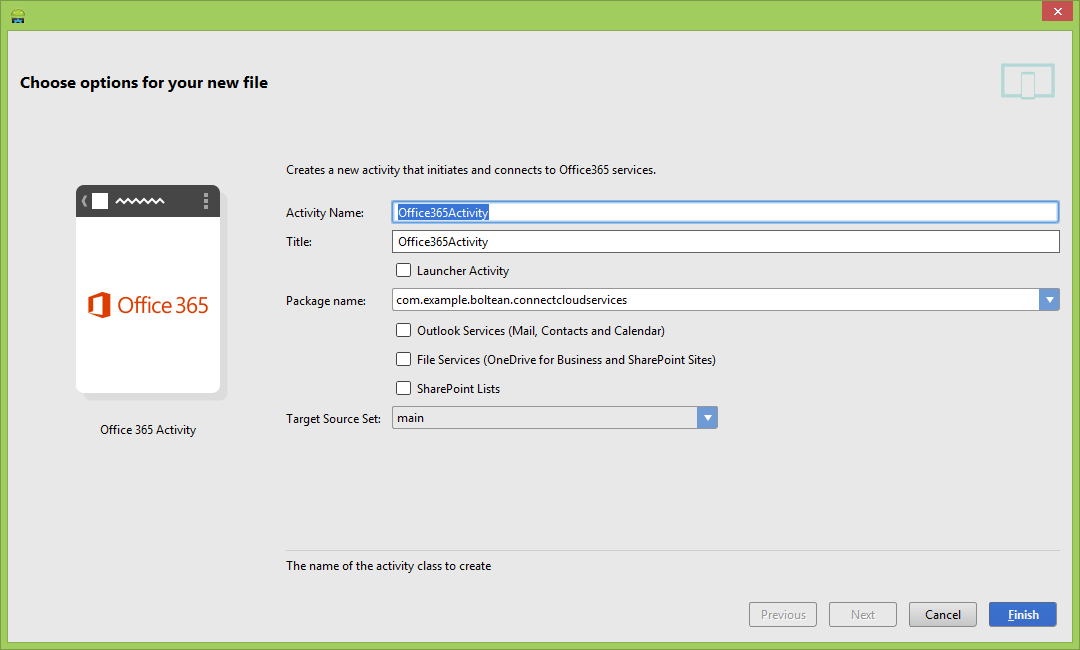 Choose options for your new file
Creates a new activity that initiates and connects to Office365 services.
Office 365
Office 365 Activity
Activity Name: Office365Activity
Title: Office365Activity
Launcher Activity
Package name: com.example.boltean.connectcloudservices
Outlook Services (Mail, Contacts and Calendar)
File Services (OneDrive for Business and SharePoint Sites)
SharePoint Lists
Target Source Set: main
The name of the activity class to create
Previous Next Cancel Finish